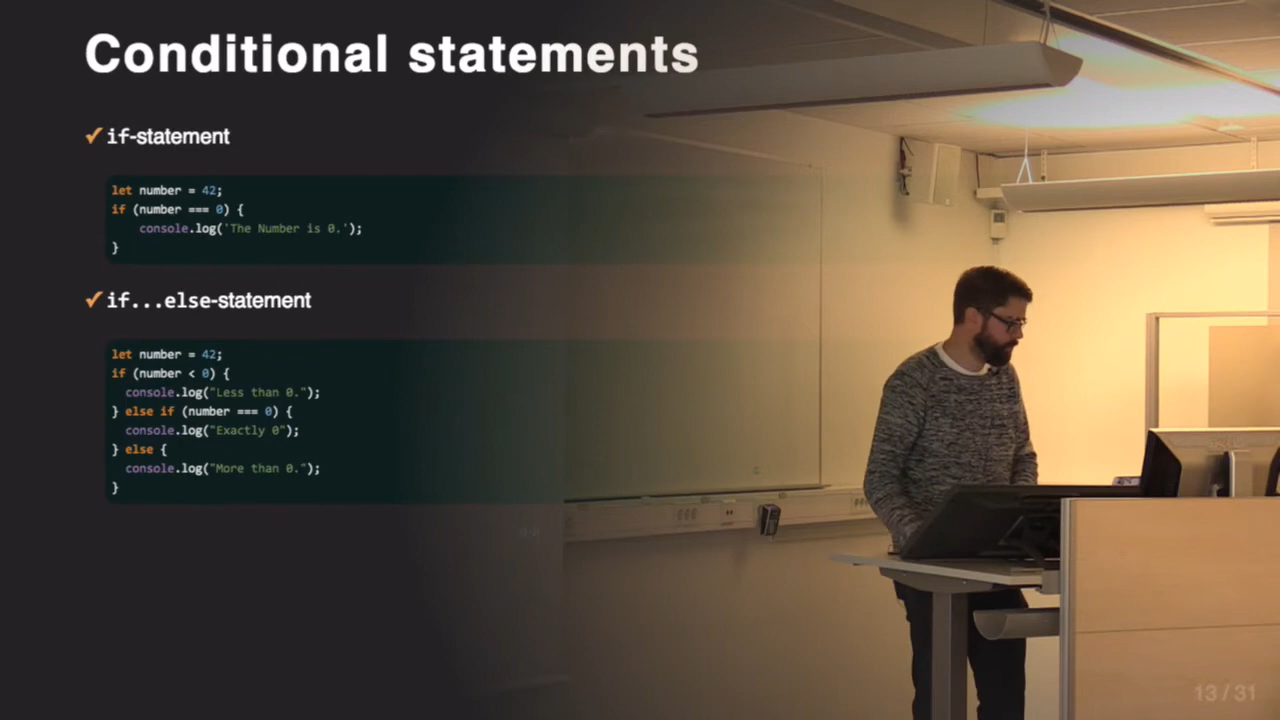 Conditional statements
✓ if-statement
let number = 42;
if (number === 0) {
    console.log('The Number is 0.');
}
✓ if...else-statement
let number = 42;
if (number < 0) {
  console.log("Less than 0.");
} else if (number === 0) {
  console.log("Exactly 0");
} else {
  console.log("More than 0.");
}
13 / 31